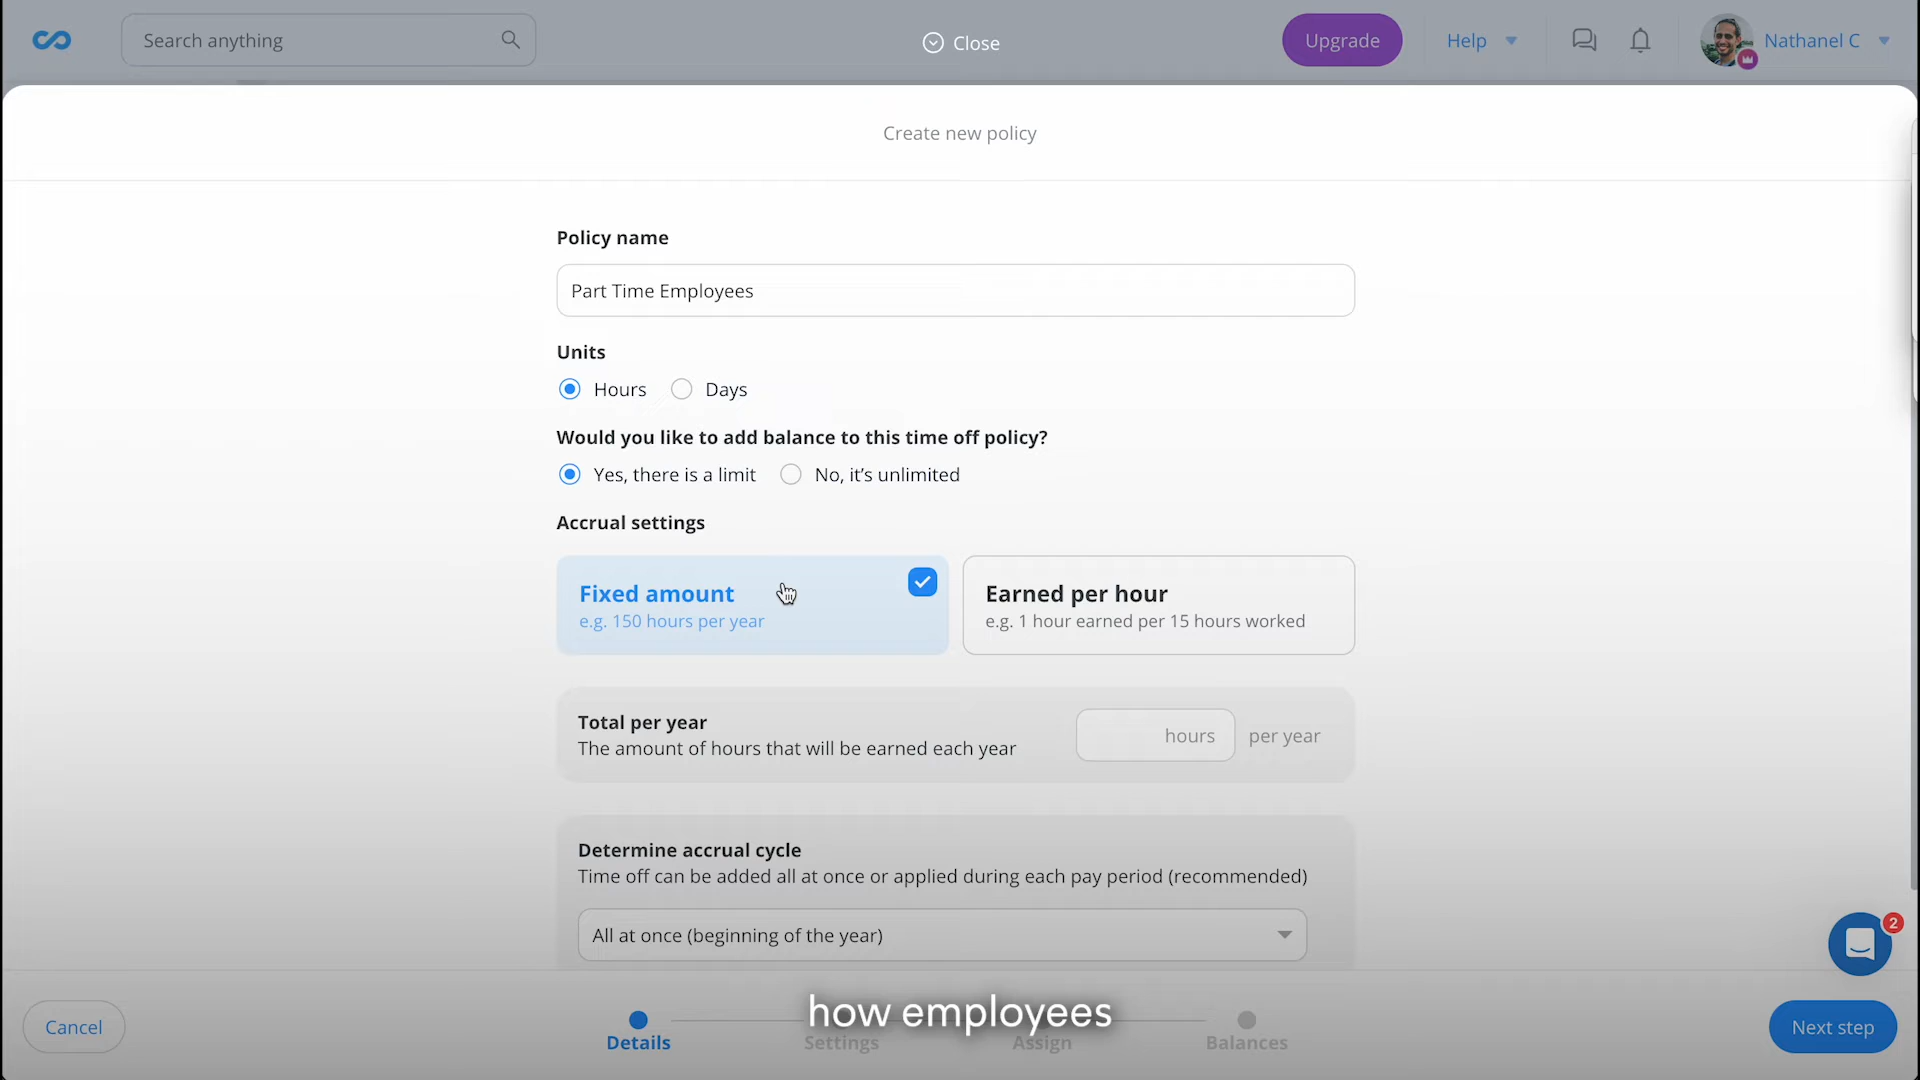 Search anything
Close
Upgrade
Help
Nathanel C
Create new policy
Policy name
Part Time Employees
Units
Hours
Days
Would you like to add balance to this time off policy?
Yes, there is a limit
No, it's unlimited
Accrual settings
Fixed amount
e.g. 150 hours per year
Earned per hour
e.g. 1 hour earned per 15 hours worked
Total per year
The amount of hours that will be earned each year
hours
per year
Determine accrual cycle
Time off can be added all at once or applied during each pay period (recommended)
All at once (beginning of the year)
2
how employees
Cancel
Details
Settings
Assign
Balances
Next step